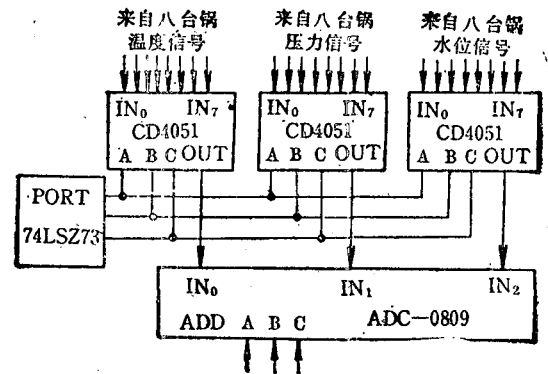 来自八台锅 来自八台锅 来自八台锅
温度信号 压力信号 水位信号
IN₀ IN₇ IN₀ IN₇ IN₀ IN₇
CD4051 CD4051 CD4051
A B C OUT A B C OUT A B C OUT
PORT
74LSZ73
IN₀ IN₁ IN₂
ADD A B C ADC-0809